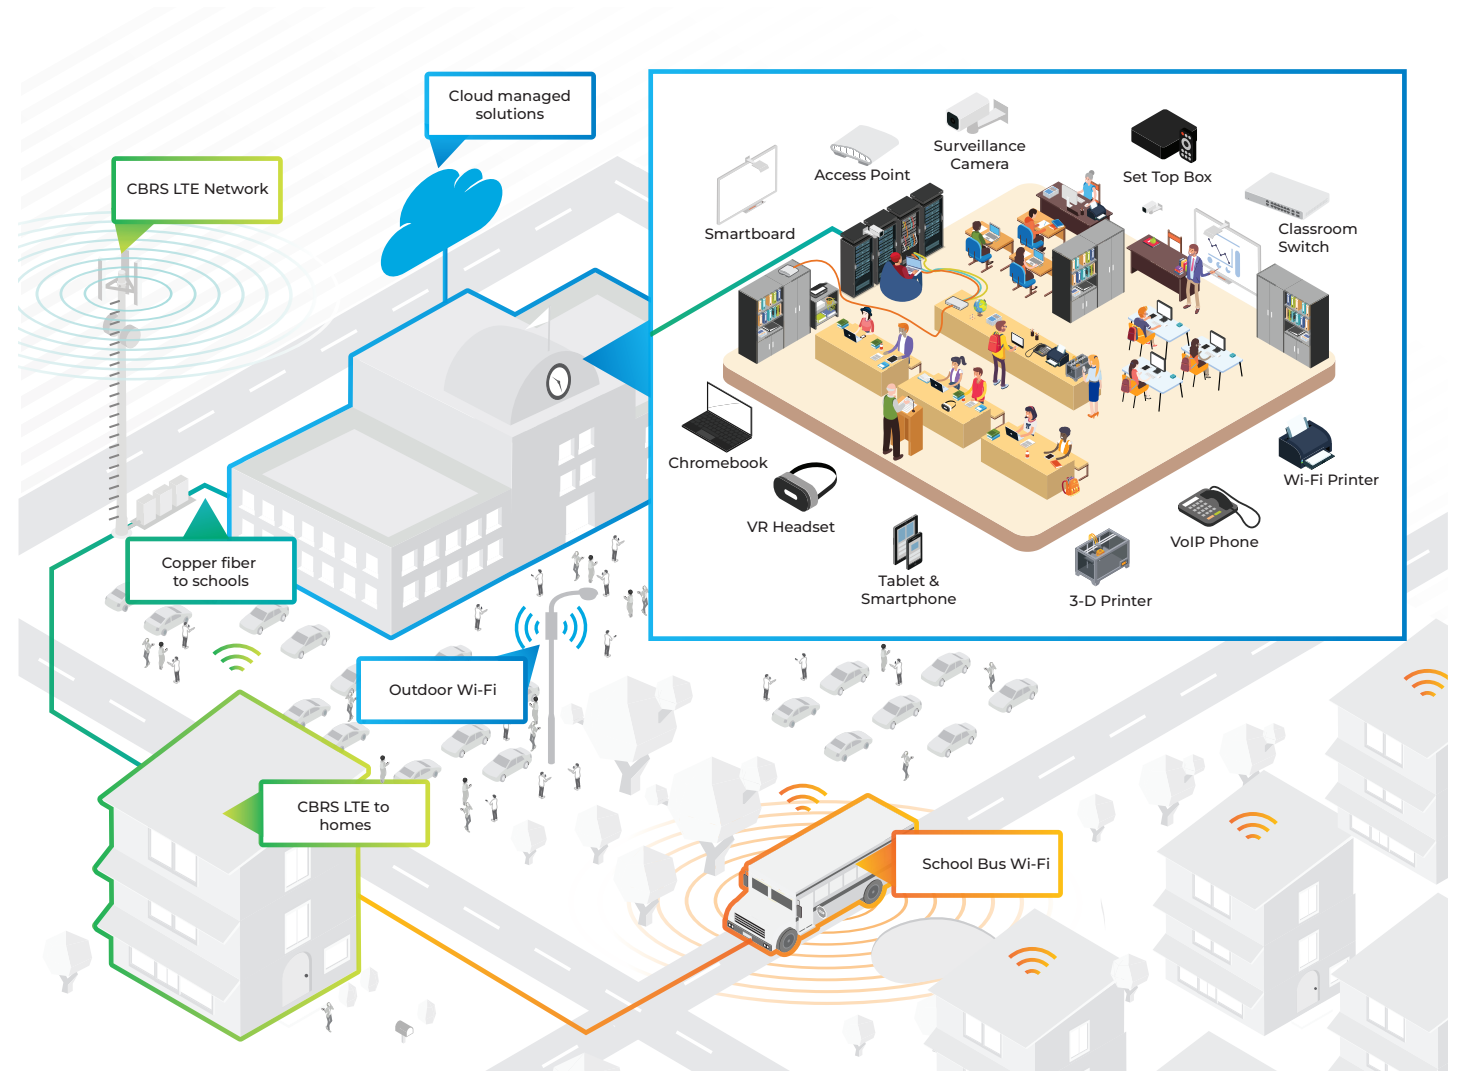 Cloud managed
solutions
CBRS LTE Network
Surveillance
Camera
Access Point
Set Top Box
Smartboard
Classroom
Switch
Chromebook
VR Headset
Wi-Fi Printer
VoIP Phone
Tablet &
Smartphone
3-D Printer
Copper fiber
to schools
Outdoor Wi-Fi
CBRS LTE to
homes
School Bus Wi-Fi